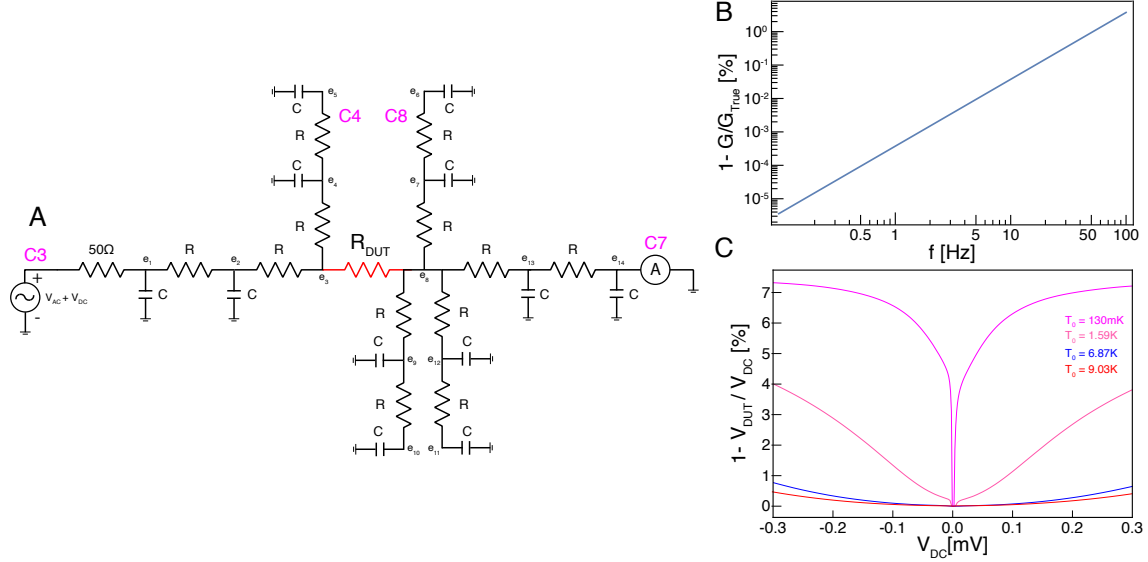 A
C3
50Ω
R
R
R_DUT
C7
C4
C8
e5
e6
C
C
R
R
C
C
e4
e7
R
R
R
R
e1
e2
e3
e8
e13
e14
A
+
-
V_AC + V_DC
C
C
C
C
R
R
C
C
e9
e12
R
R
C
C
e10
e11
B
1- G/G_True [%]
10^0
10^-1
10^-2
10^-3
10^-4
10^-5
0.5
1
5
10
50
100
f [Hz]
C
1- V_DUT / V_DC [%]
7
6
5
4
3
2
1
0
T_0 = 130mK
T_0 = 1.59K
T_0 = 6.87K
T_0 = 9.03K
-0.3
-0.2
-0.1
0.0
0.1
0.2
0.3
V_DC[mV]